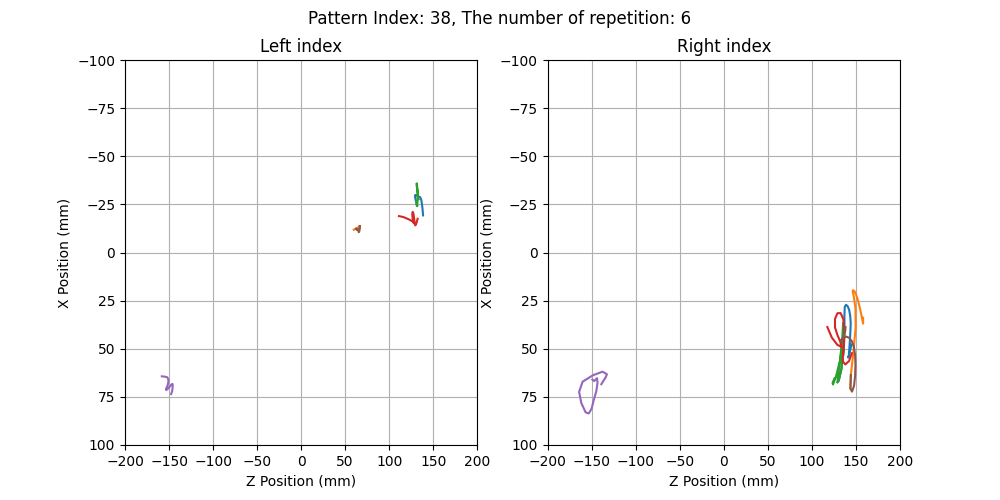 Pattern Index: 38, The number of repetition: 6
Left index
Right index
−100
−75
−50
−25
0
25
50
75
100
X Position (mm)
−200 −150 −100 −50 0 50 100 150 200
Z Position (mm)
−100
−75
−50
−25
0
25
50
75
100
X Position (mm)
−200 −150 −100 −50 0 50 100 150 200
Z Position (mm)